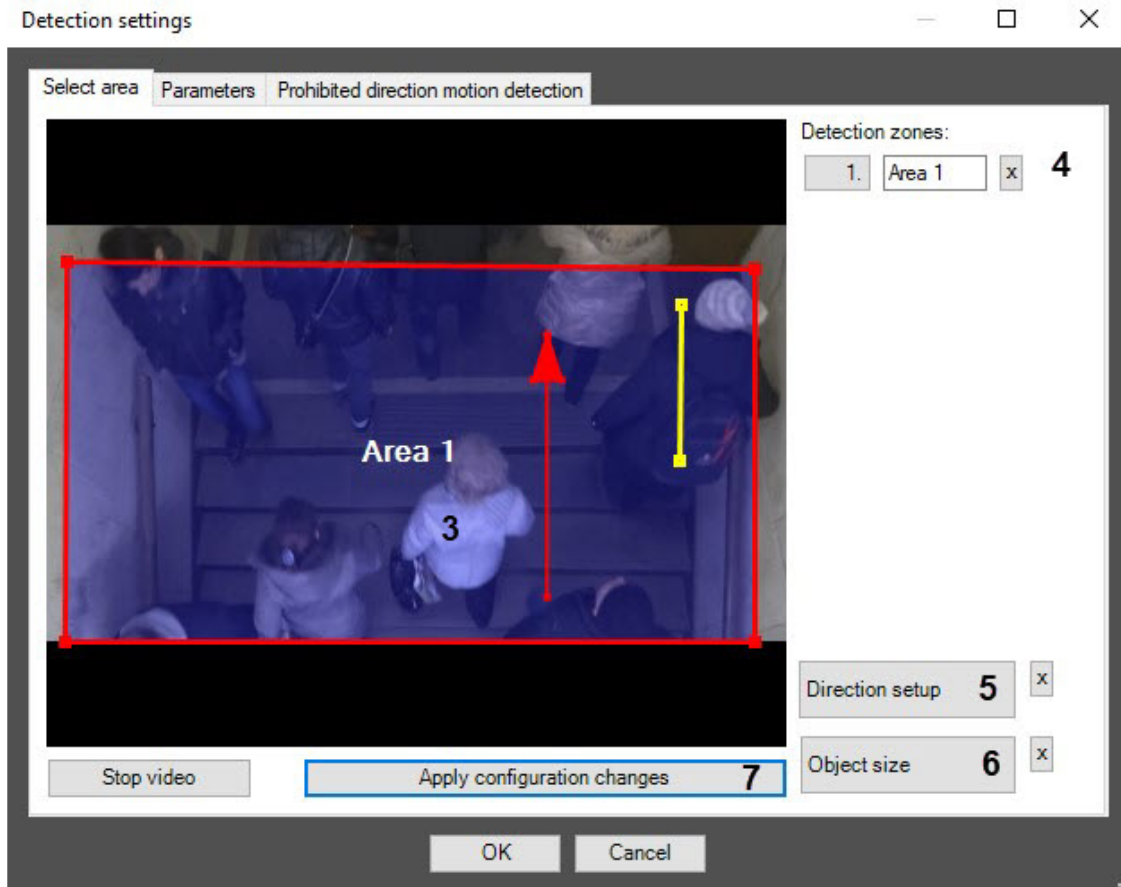 Detection settings
Select area
Parameters
Prohibited direction motion detection
Detection zones:
1.
Area 1
x
4
Area 1
3
Direction setup 5
x
Object size 6
x
Stop video
Apply configuration changes 7
OK
Cancel